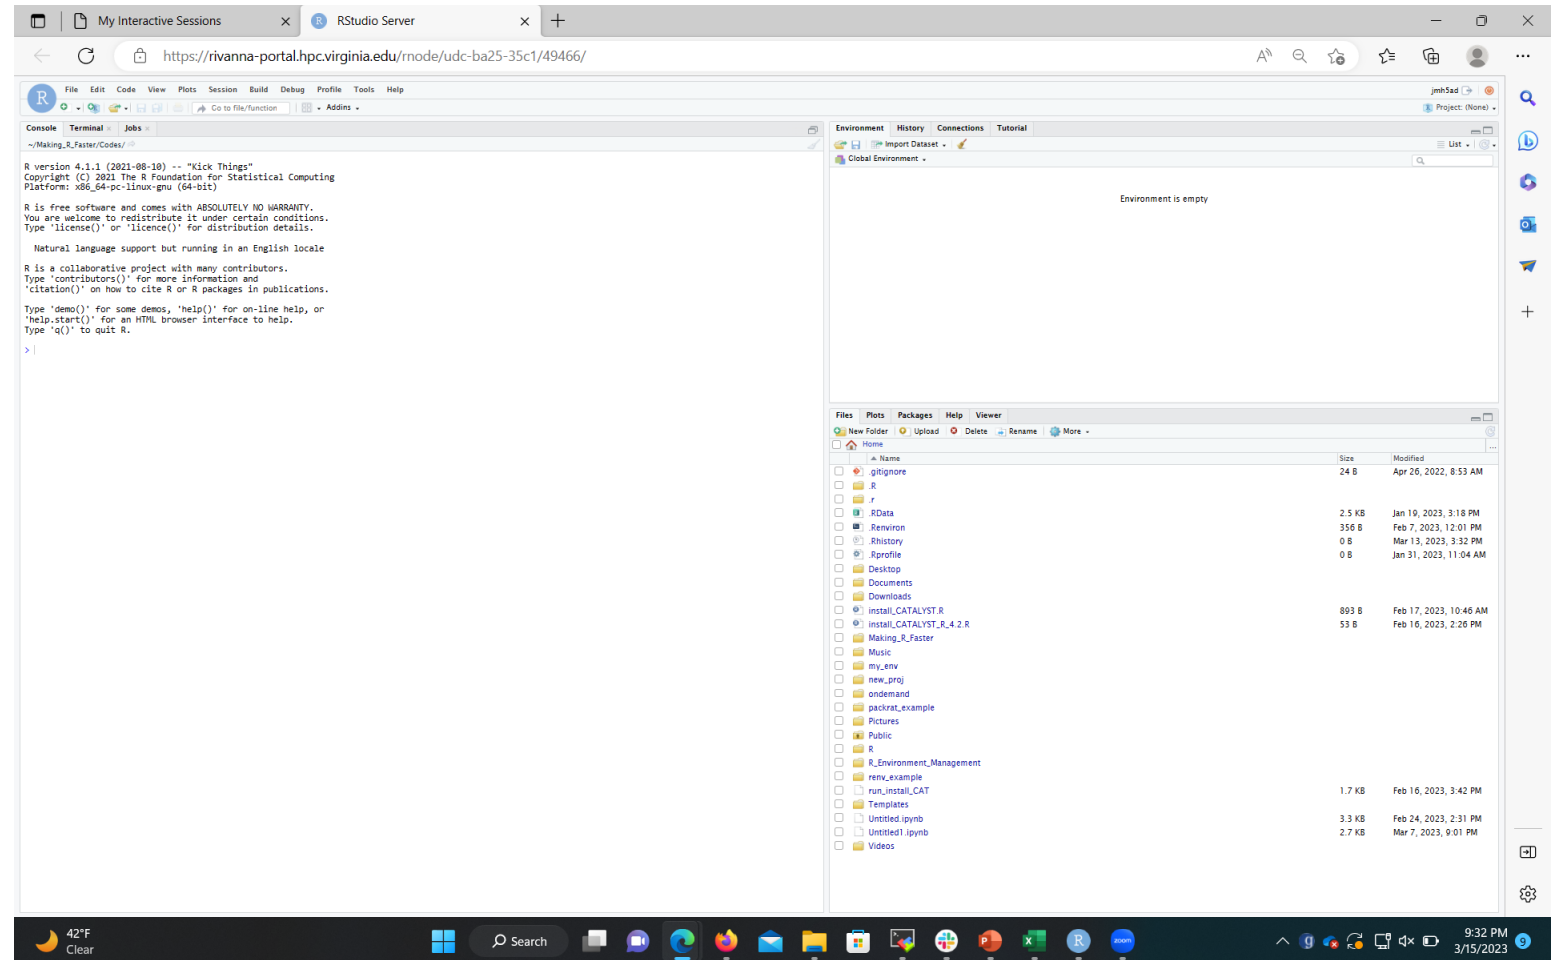 My Interactive Sessions
RStudio Server
https://rivanna-portal.hpc.virginia.edu/rnode/udc-ba25-35c1/49466/
File Edit Code View Plots Session Build Debug Profile Tools Help
jmh5ad
Go to file/function Addins
Project: (None)
Console Terminal Jobs
~/Making_R_Faster/Codes/
R version 4.1.1 (2021-08-10) -- "Kick Things"
Copyright (C) 2021 The R Foundation for Statistical Computing
Platform: x86_64-pc-linux-gnu (64-bit)
R is free software and comes with ABSOLUTELY NO WARRANTY.
You are welcome to redistribute it under certain conditions.
Type 'license()' or 'licence()' for distribution details.
Natural language support but running in an English locale
R is a collaborative project with many contributors.
Type 'contributors()' for more information and
'citation()' on how to cite R or R packages in publications.
Type 'demo()' for some demos, 'help()' for on-line help, or
'help.start()' for an HTML browser interface to help.
Type 'q()' to quit R.
>
Environment History Connections Tutorial
Import Dataset
List
Global Environment
Environment is empty
Files Plots Packages Help Viewer
New Folder Upload Delete Rename More
Home
Name Size Modified
.gitignore 24 B Apr 26, 2022, 8:53 AM
.R
.r
.RData 2.5 KB Jan 19, 2023, 3:18 PM
.Renviron 356 B Feb 7, 2023, 12:01 PM
.Rhistory 0 B Mar 13, 2023, 3:32 PM
.Rprofile 0 B Jan 31, 2023, 11:04 AM
Desktop
Documents
Downloads
install_CATALYST.R 893 B Feb 17, 2023, 10:46 AM
install_CATALYST_R_4.2.R 53 B Feb 16, 2023, 2:26 PM
Making_R_Faster
Music
my_env
new_proj
ondemand
packrat_example
Pictures
Public
R
R_Environment_Management
renv_example
run_install_CAT 1.7 KB Feb 16, 2023, 3:42 PM
Templates
Untitled.ipynb 3.3 KB Feb 24, 2023, 2:31 PM
Untitled1.ipynb 2.7 KB Mar 7, 2023, 9:01 PM
Videos
42°F
Clear
Search
zoom
9:32 PM
3/15/2023
9